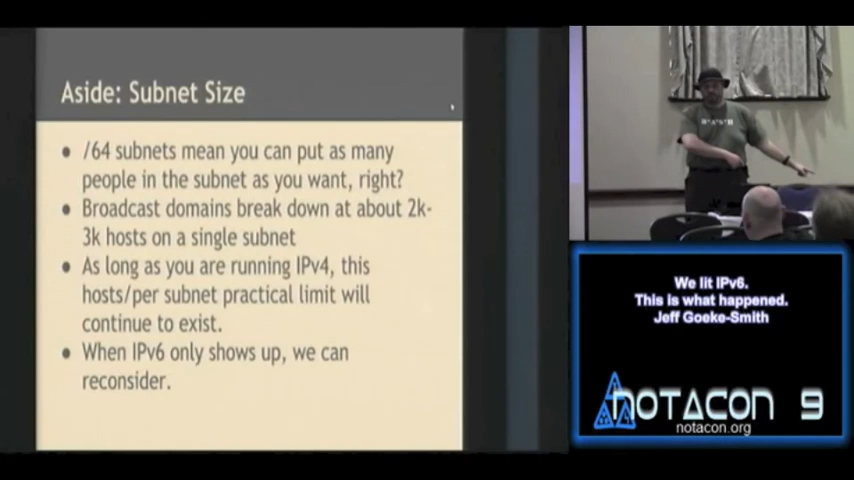 Aside: Subnet Size
● /64 subnets mean you can put as many
people in the subnet as you want, right?
● Broadcast domains break down at about 2k-
3k hosts on a single subnet
● As long as you are running IPv4, this
hosts/per subnet practical limit will
continue to exist.
● When IPv6 only shows up, we can
reconsider.
We lit IPv6.
This is what happened.
Jeff Goeke-Smith
NOTACON 9
notacon.org